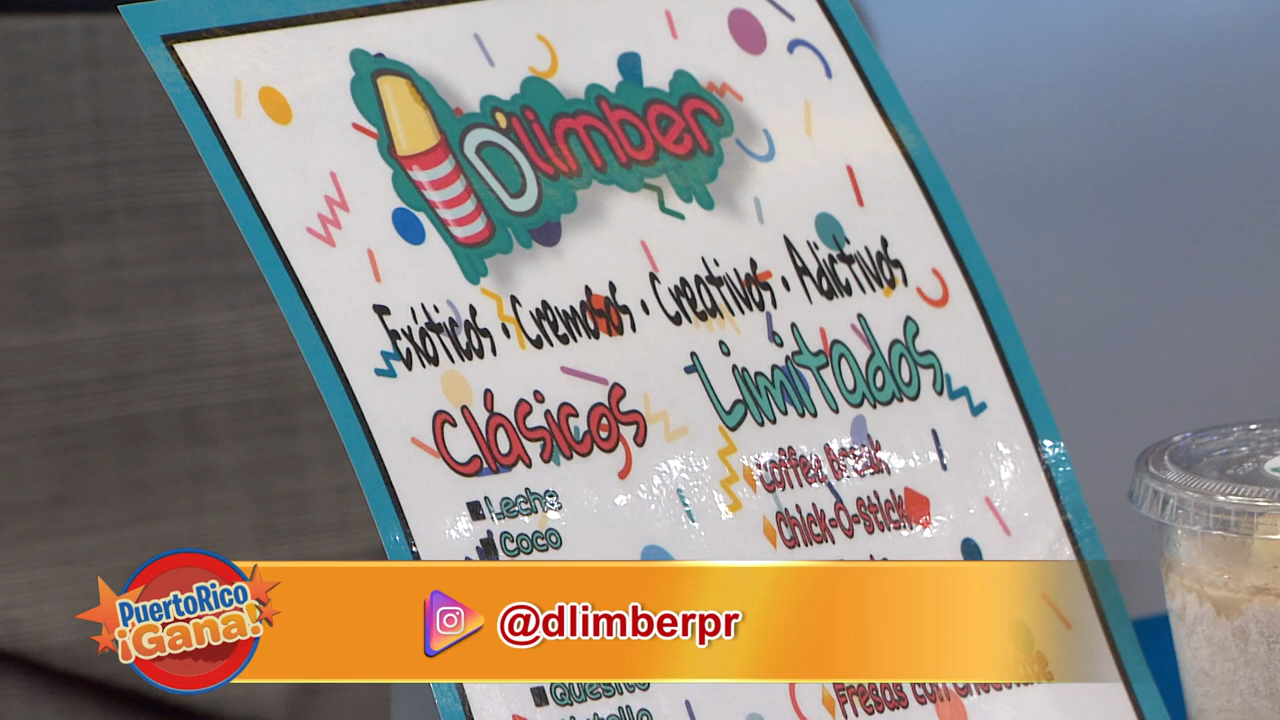 D'limber
Exóticos · Cremosos · Creativos · Adictivos
Clásicos
Limitados
Leche
Coco
Coffee break
Chick-O-Stick
PuertoRico
¡Gana!
@dlimberpr
Quesito
Fresas con Chocolate